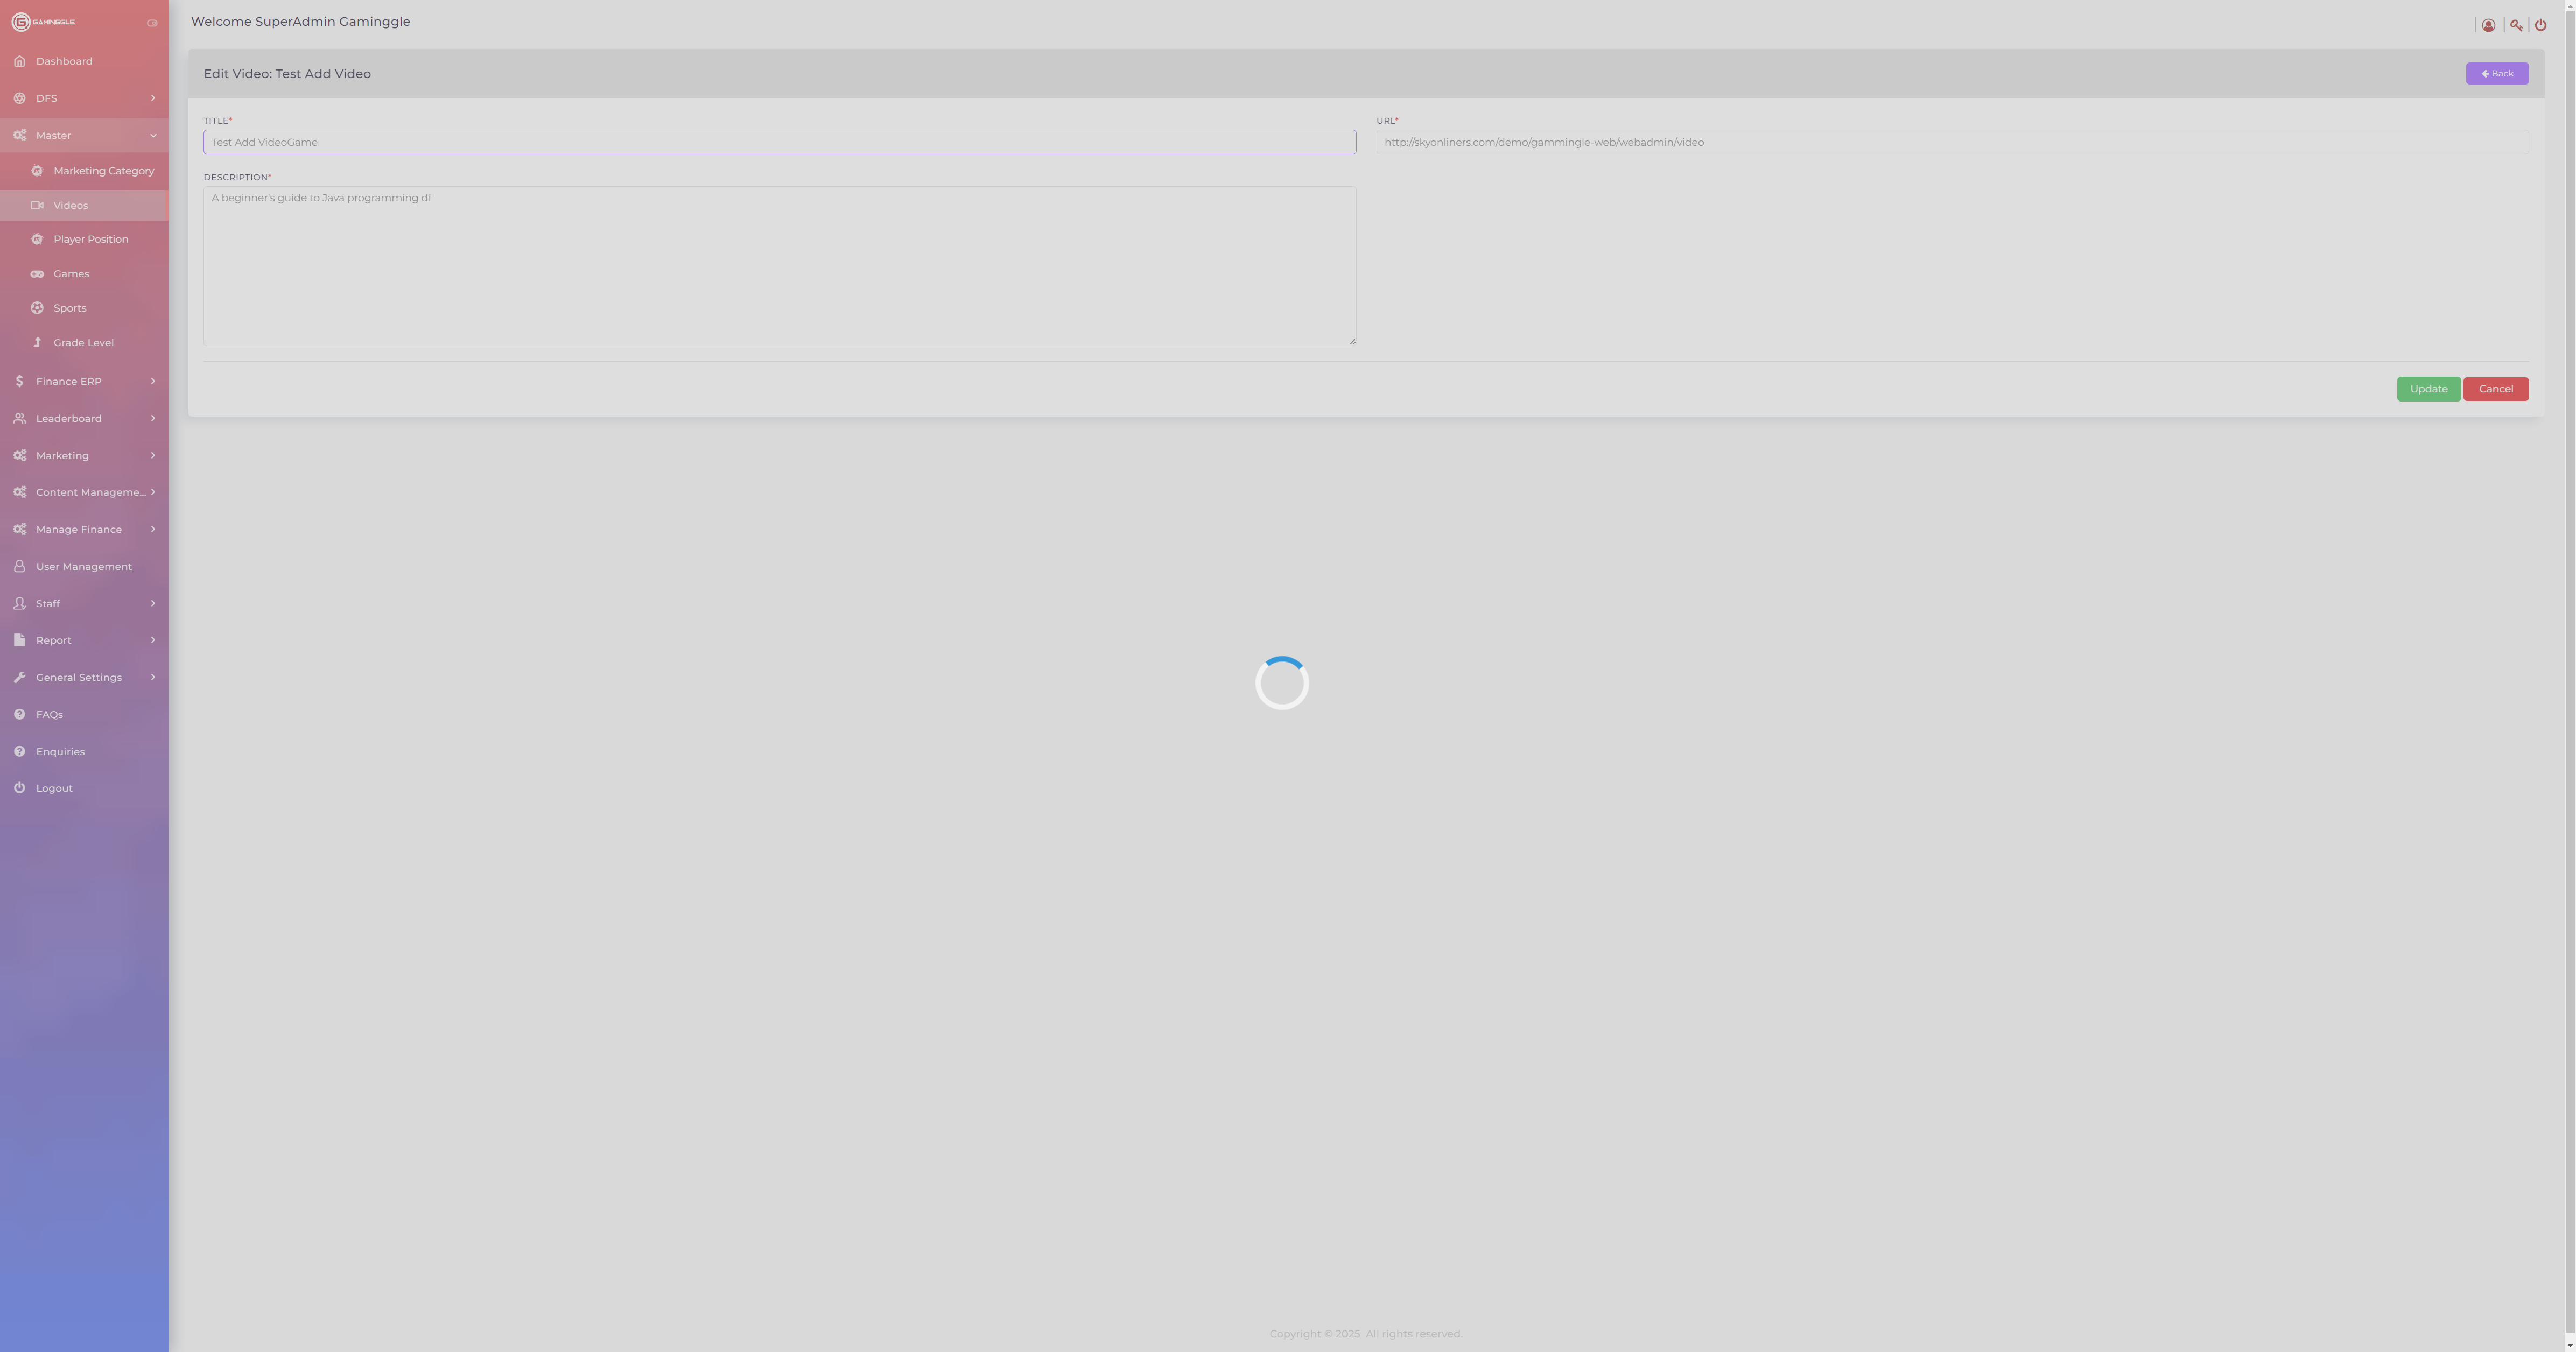 GAMINGGLE
Welcome SuperAdmin Gaminggle
Dashboard
DFS
Master
Marketing Category
Videos
Player Position
Games
Sports
Grade Level
Finance ERP
Leaderboard
Marketing
Content Manageme...
Manage Finance
User Management
Staff
Report
General Settings
FAQs
Enquiries
Logout
Edit Video: Test Add Video
Back
TITLE*
Test Add VideoGame
URL*
http://skyonliners.com/demo/gammingle-web/webadmin/video
DESCRIPTION*
A beginner's guide to Java programming df
Update
Cancel
Copyright © 2025 All rights reserved.